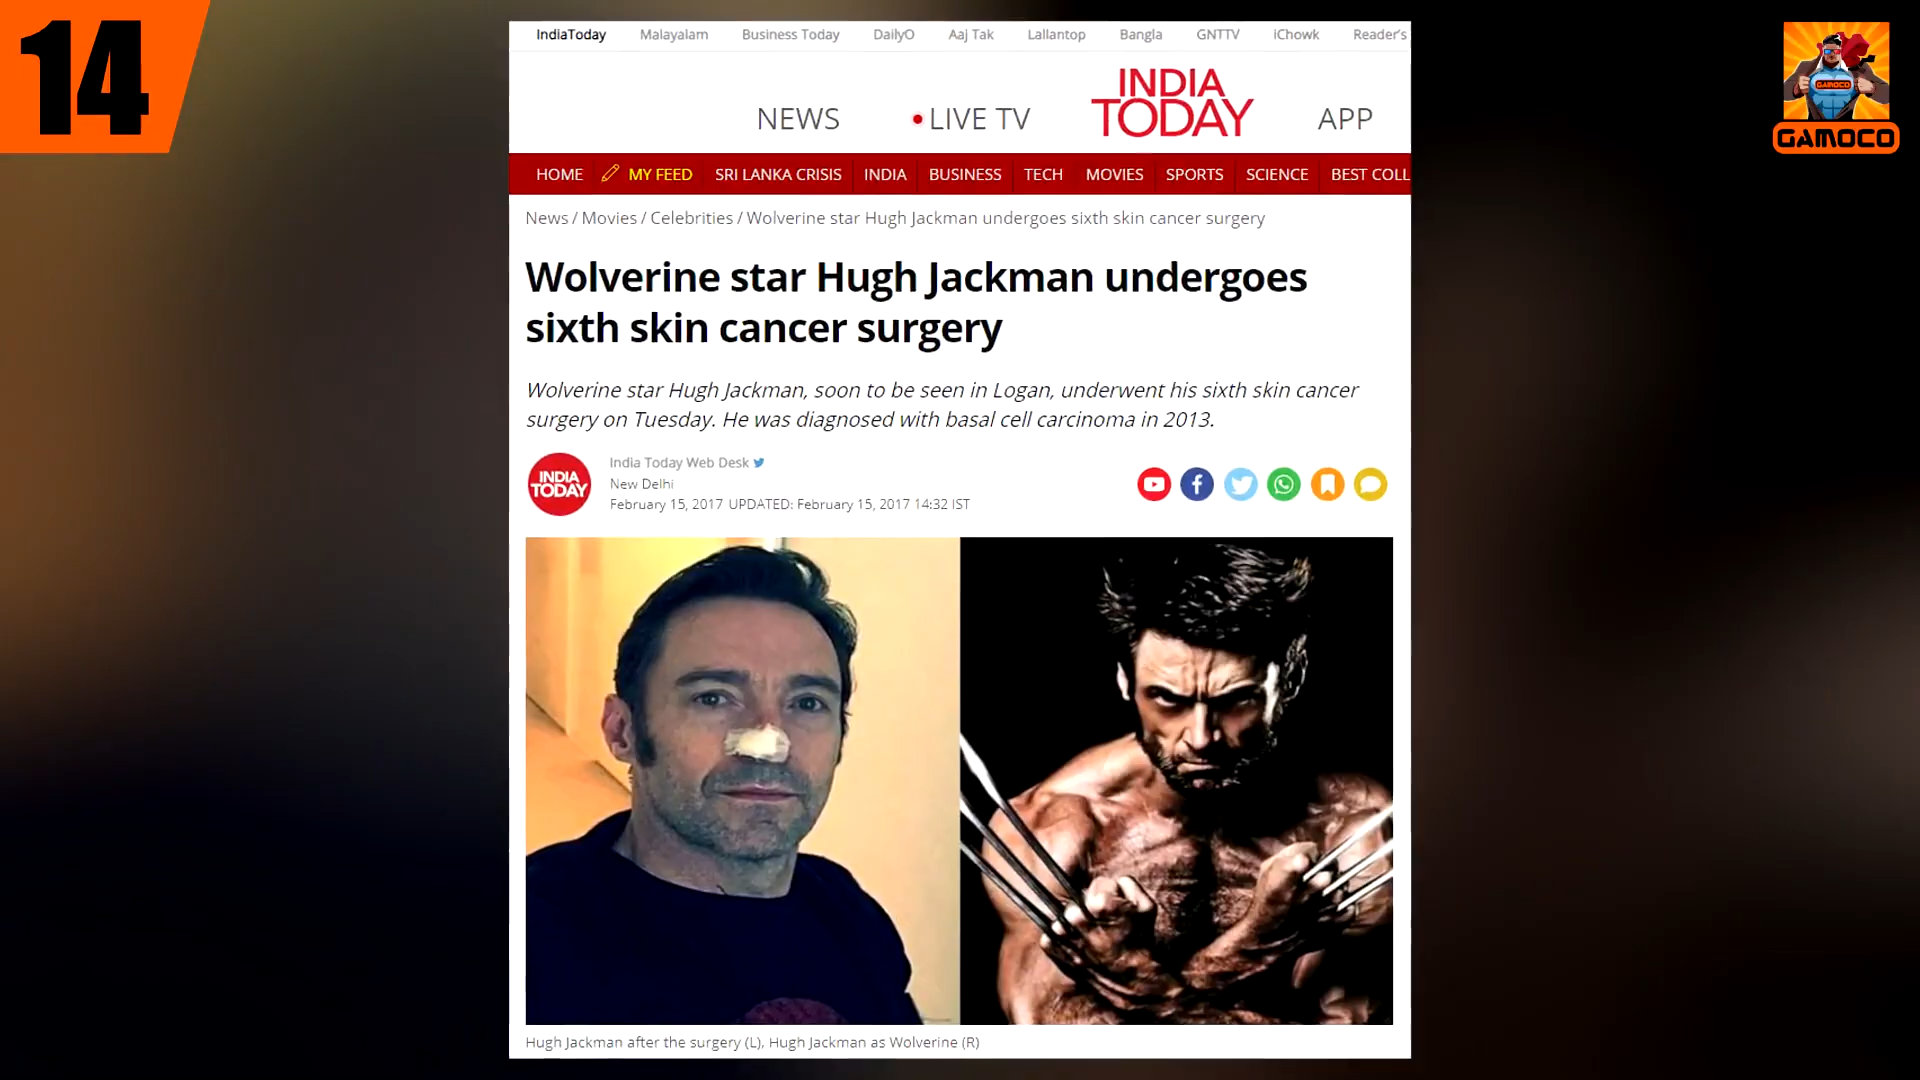 14
IndiaToday Malayalam Business Today DailyO Aaj Tak Lallantop Bangla GNTTV iChowk Reader's
NEWS
LIVE TV
INDIA
TODAY
APP
GAMOCO
GAMOCO
HOME MY FEED SRI LANKA CRISIS INDIA BUSINESS TECH MOVIES SPORTS SCIENCE BEST COLL
News / Movies / Celebrities / Wolverine star Hugh Jackman undergoes sixth skin cancer surgery
Wolverine star Hugh Jackman undergoes
sixth skin cancer surgery
Wolverine star Hugh Jackman, soon to be seen in Logan, underwent his sixth skin cancer
surgery on Tuesday. He was diagnosed with basal cell carcinoma in 2013.
INDIA
TODAY
India Today Web Desk
New Delhi
February 15, 2017 UPDATED: February 15, 2017 14:32 IST
Hugh Jackman after the surgery (L), Hugh Jackman as Wolverine (R)